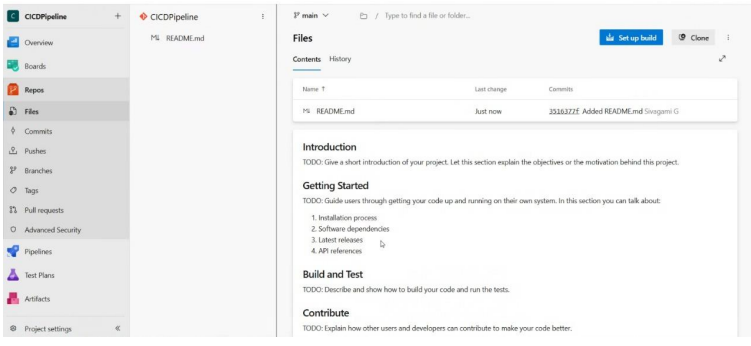 C CICDPipeline +
Overview
Boards
Repos
Files
Commits
Pushes
Branches
Tags
Pull requests
Advanced Security
Pipelines
Test Plans
Artifacts
Project settings
CICDPipeline
M↓ README.md
main / Type to find a file or folder...
Files Set up build Clone
Contents History
Name ↑ Last change Commits
M↓ README.md Just now 3516377f Added README.md Sivagami G
Introduction
TODO: Give a short introduction of your project. Let this section explain the objectives or the motivation behind this project.
Getting Started
TODO: Guide users through getting your code up and running on their own system. In this section you can talk about:
1. Installation process
2. Software dependencies
3. Latest releases
4. API references
Build and Test
TODO: Describe and show how to build your code and run the tests.
Contribute
TODO: Explain how other users and developers can contribute to make your code better.